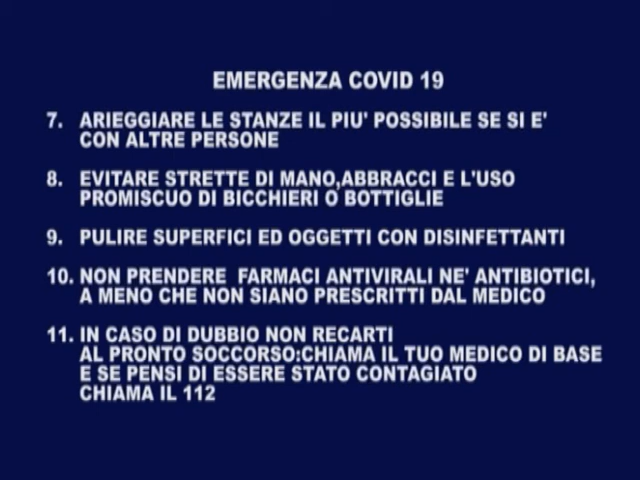 EMERGENZA COVID 19
7. ARIEGGIARE LE STANZE IL PIU' POSSIBILE SE SI E'
CON ALTRE PERSONE
8. EVITARE STRETTE DI MANO,ABBRACCI E L'USO
PROMISCUO DI BICCHIERI O BOTTIGLIE
9. PULIRE SUPERFICI ED OGGETTI CON DISINFETTANTI
10. NON PRENDERE FARMACI ANTIVIRALI NE' ANTIBIOTICI,
A MENO CHE NON SIANO PRESCRITTI DAL MEDICO
11. IN CASO DI DUBBIO NON RECARTI
AL PRONTO SOCCORSO:CHIAMA IL TUO MEDICO DI BASE
E SE PENSI DI ESSERE STATO CONTAGIATO
CHIAMA IL 112